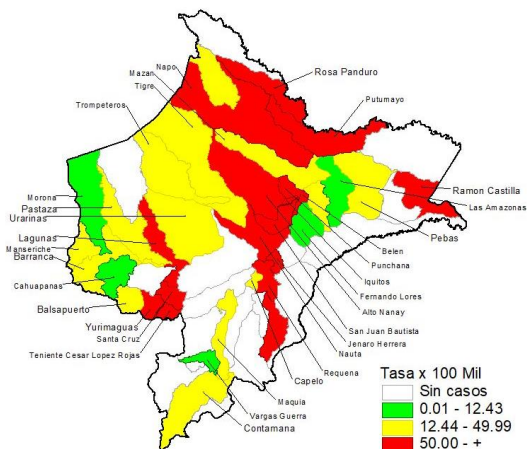 Napo
Mazan
Tigre
Trompeteros
Rosa Panduro
Putumayo
Morona
Pastaza
Urarinas
Lagunas
Manseriche
Barranca
Cahuapanas
Balsapuerto
Yurimaguas
Santa Cruz
Teniente Cesar Lopez Rojas
Ramon Castilla
Las Amazonas
Pebas
Belen
Punchana
Iquitos
Fernando Lores
Alto Nanay
San Juan Bautista
Jenaro Herrera
Nauta
Requena
Capelo
Maquia
Vargas Guerra
Contamana
Tasa x 100 Mil
Sin casos
0.01 - 12.43
12.44 - 49.99
50.00 - +